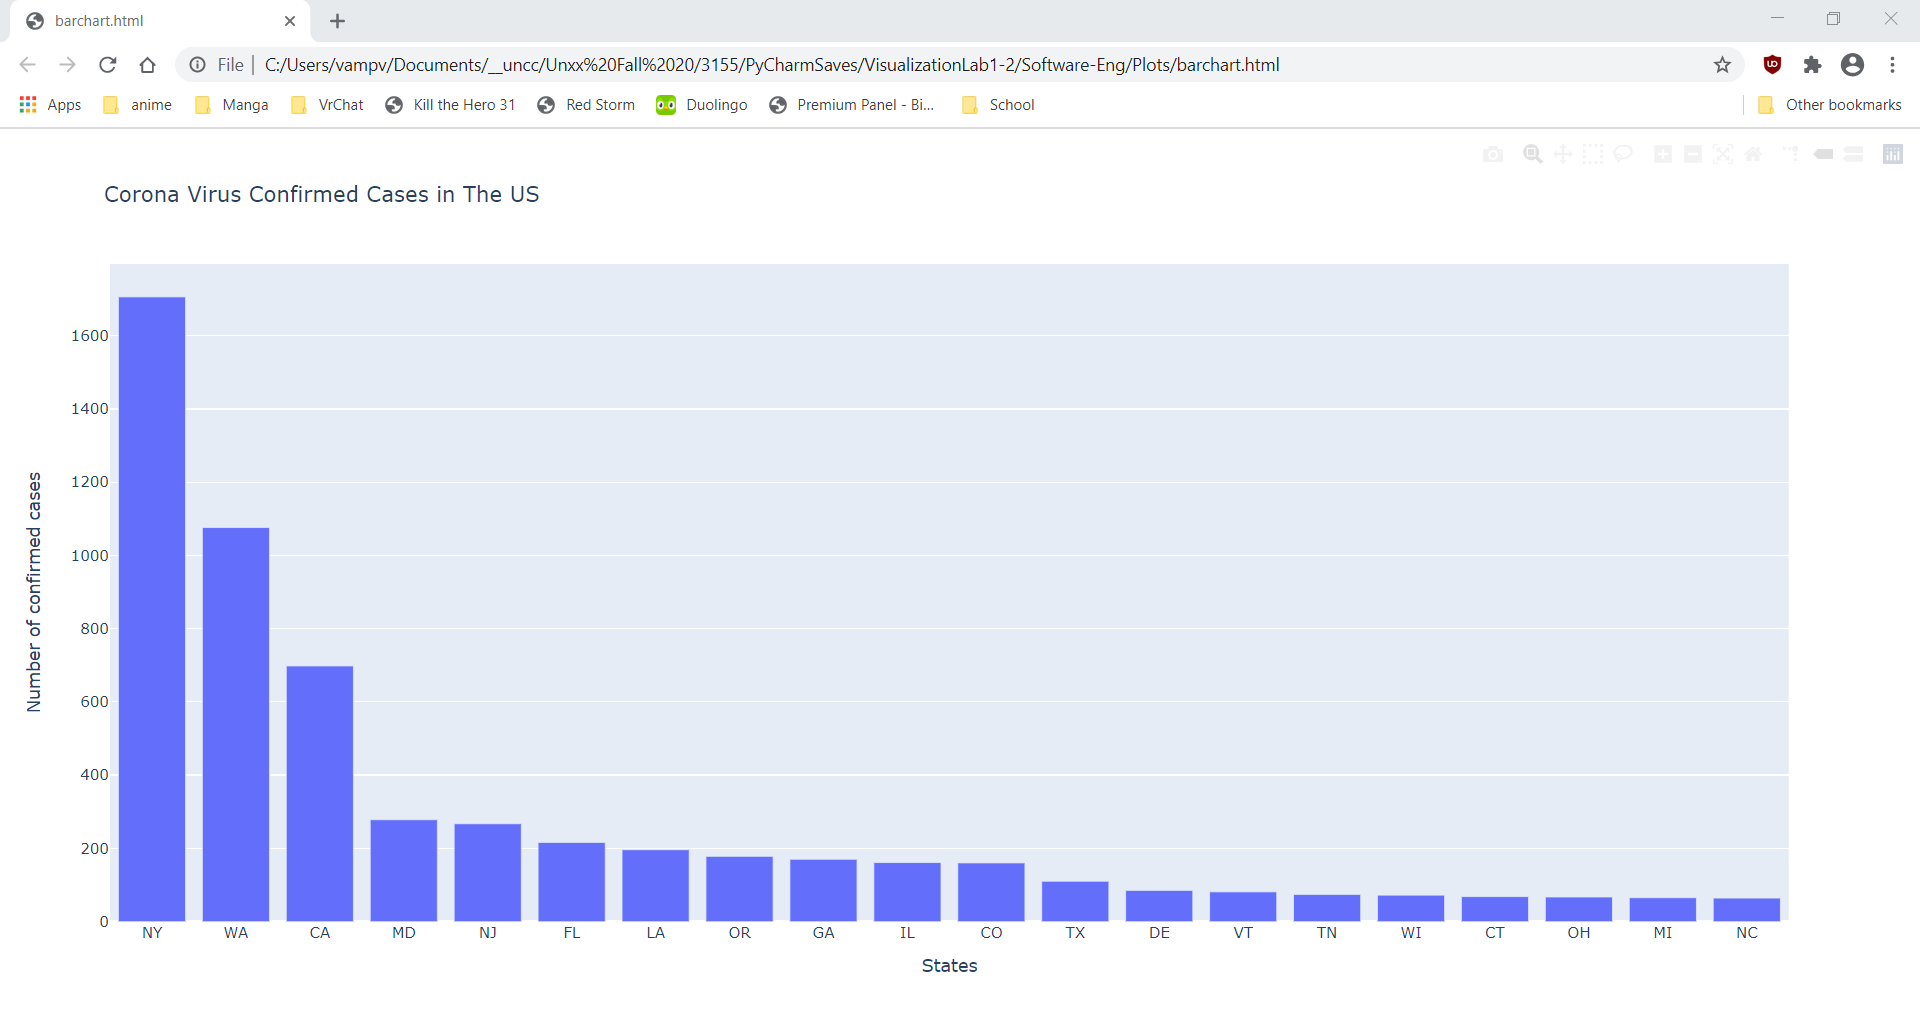 barchart.html
File | C:/Users/vampv/Documents/__uncc/Unxx%20Fall%2020/3155/PyCharmSaves/VisualizationLab1-2/Software-Eng/Plots/barchart.html
Apps anime Manga VrChat Kill the Hero 31 Red Storm Duolingo Premium Panel - Bi... School Other bookmarks
Corona Virus Confirmed Cases in The US
Number of confirmed cases
1600
1400
1200
1000
800
600
400
200
0
NY WA CA MD NJ FL LA OR GA IL CO TX DE VT TN WI CT OH MI NC
States